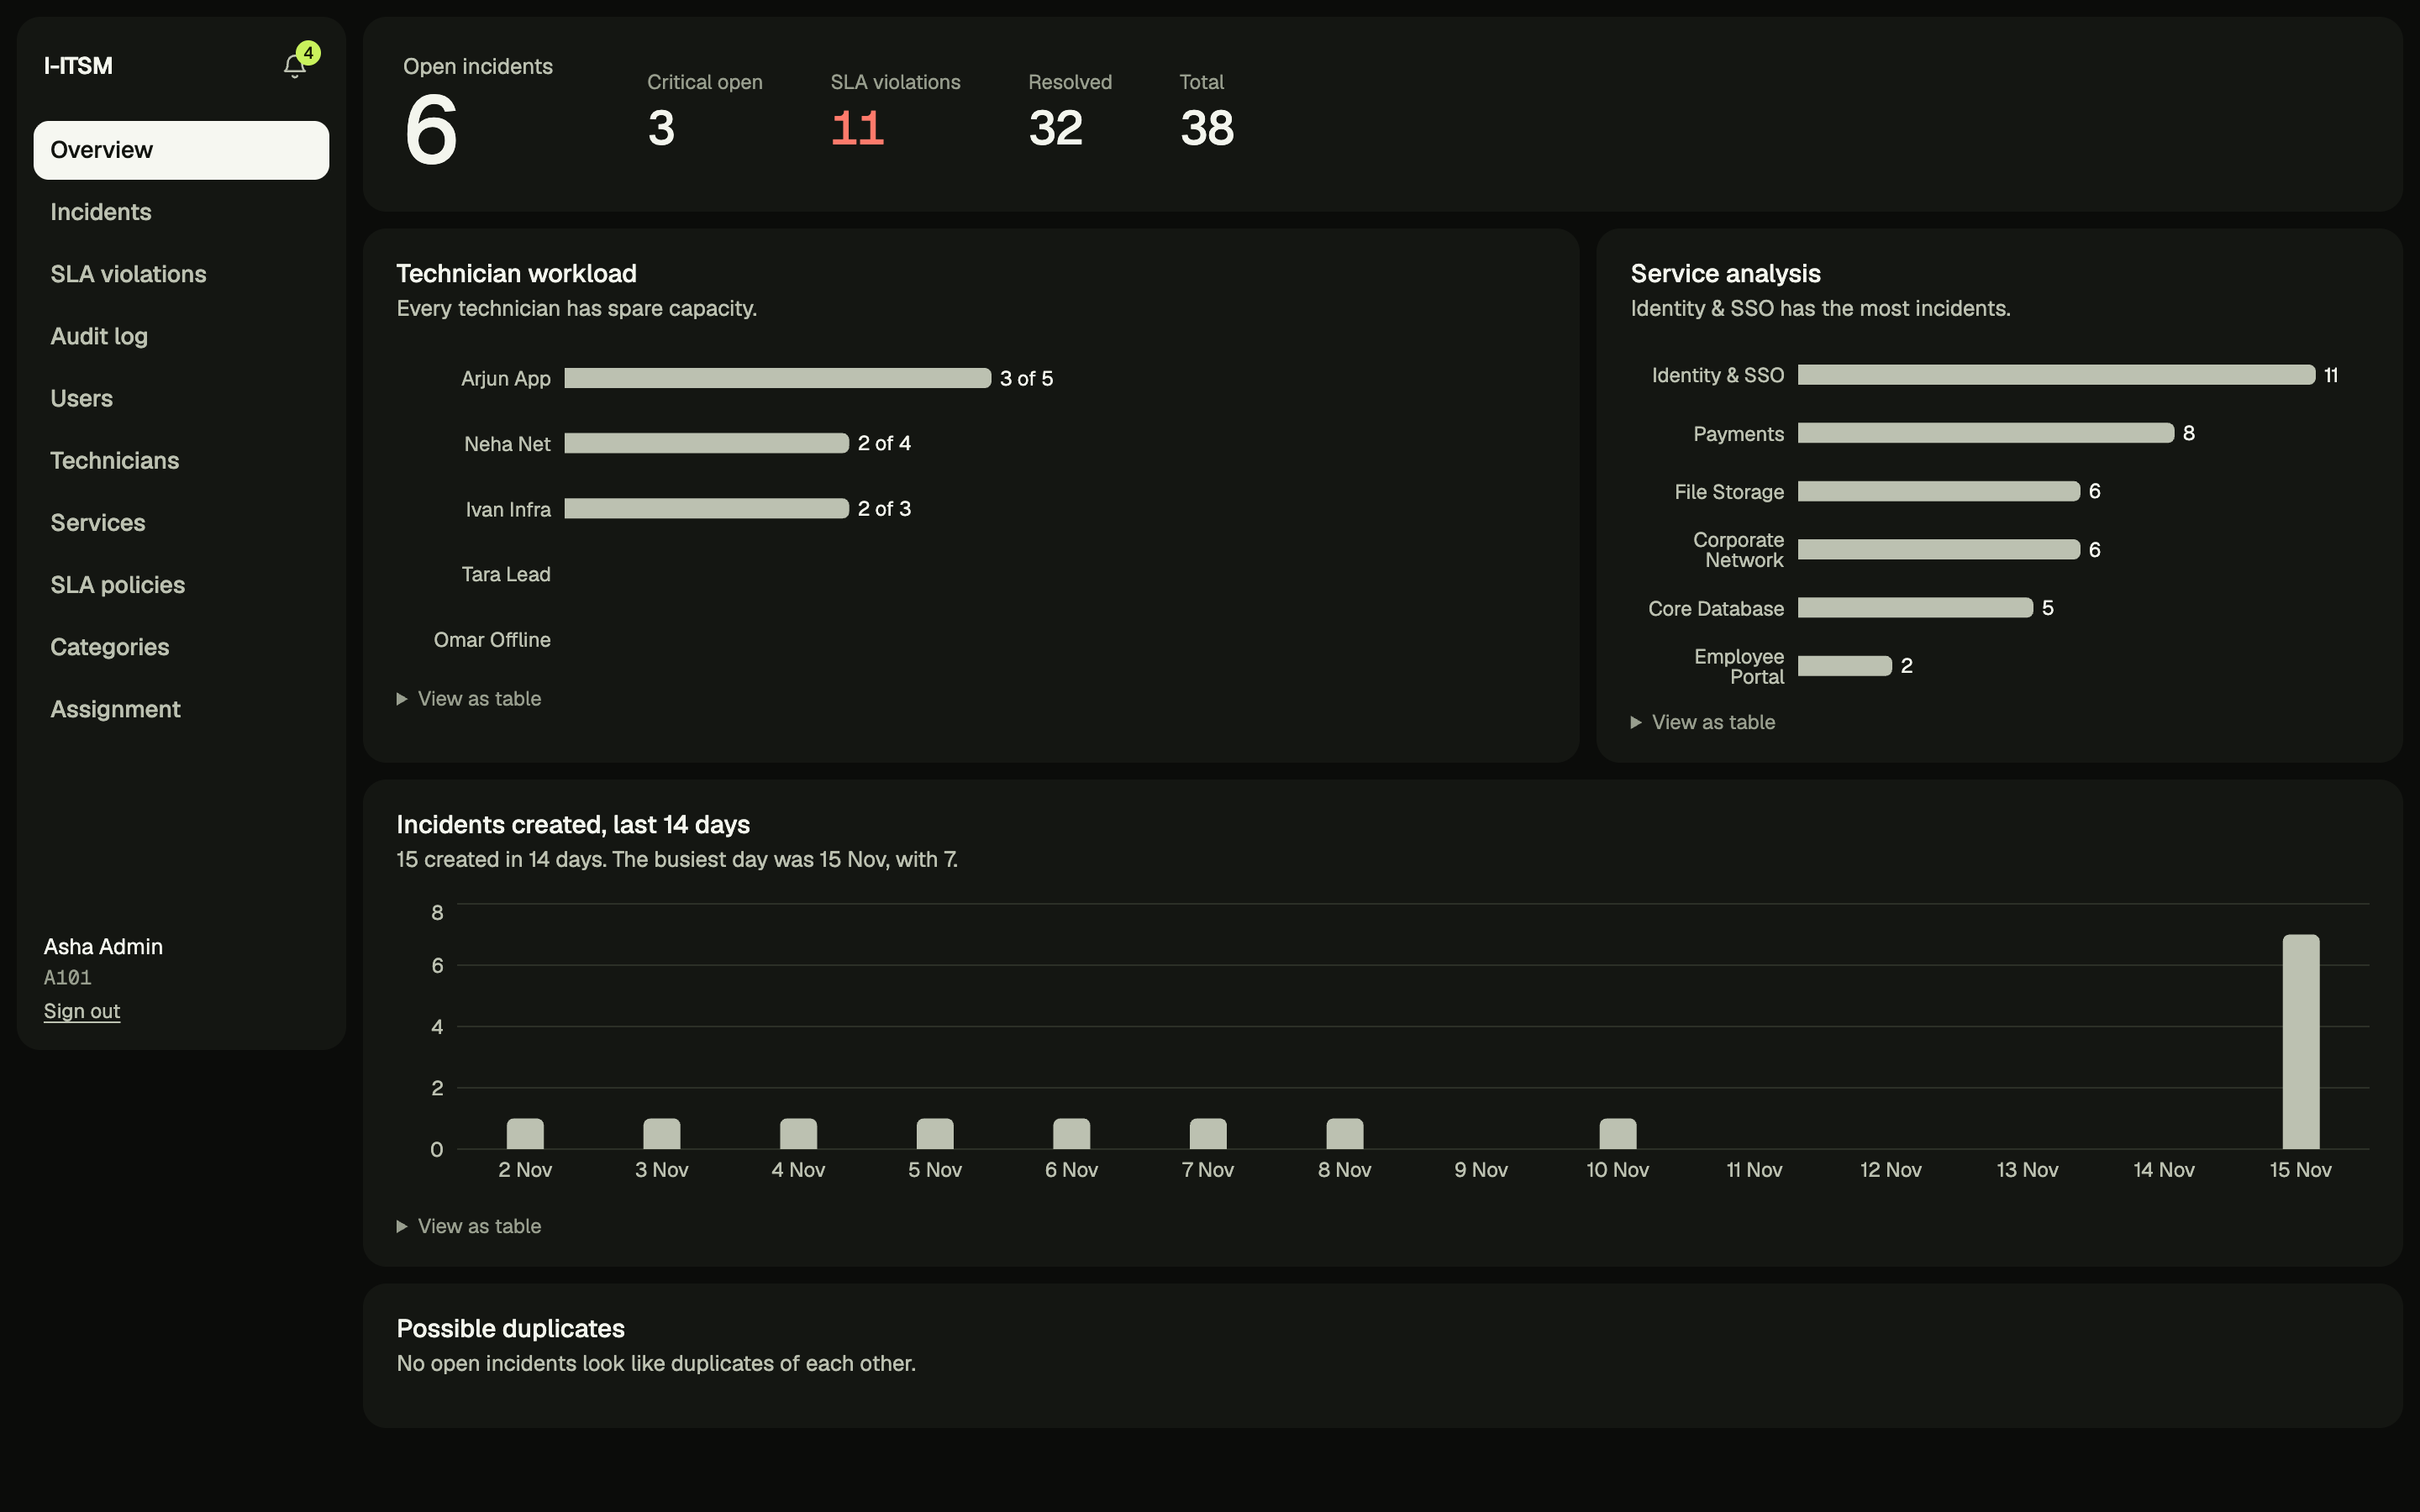 I-ITSM
4
Overview
Incidents
SLA violations
Audit log
Users
Technicians
Services
SLA policies
Categories
Assignment
Asha Admin
A101
Sign out
Open incidents
6
Critical open
3
SLA violations
11
Resolved
32
Total
38
Technician workload
Every technician has spare capacity.
Arjun App 3 of 5
Neha Net 2 of 4
Ivan Infra 2 of 3
Tara Lead
Omar Offline
View as table
Service analysis
Identity & SSO has the most incidents.
Identity & SSO 11
Payments 8
File Storage 6
Corporate
Network 6
Core Database 5
Employee
Portal 2
View as table
Incidents created, last 14 days
15 created in 14 days. The busiest day was 15 Nov, with 7.
8
6
4
2
0
2 Nov 3 Nov 4 Nov 5 Nov 6 Nov 7 Nov 8 Nov 9 Nov 10 Nov 11 Nov 12 Nov 13 Nov 14 Nov 15 Nov
View as table
Possible duplicates
No open incidents look like duplicates of each other.